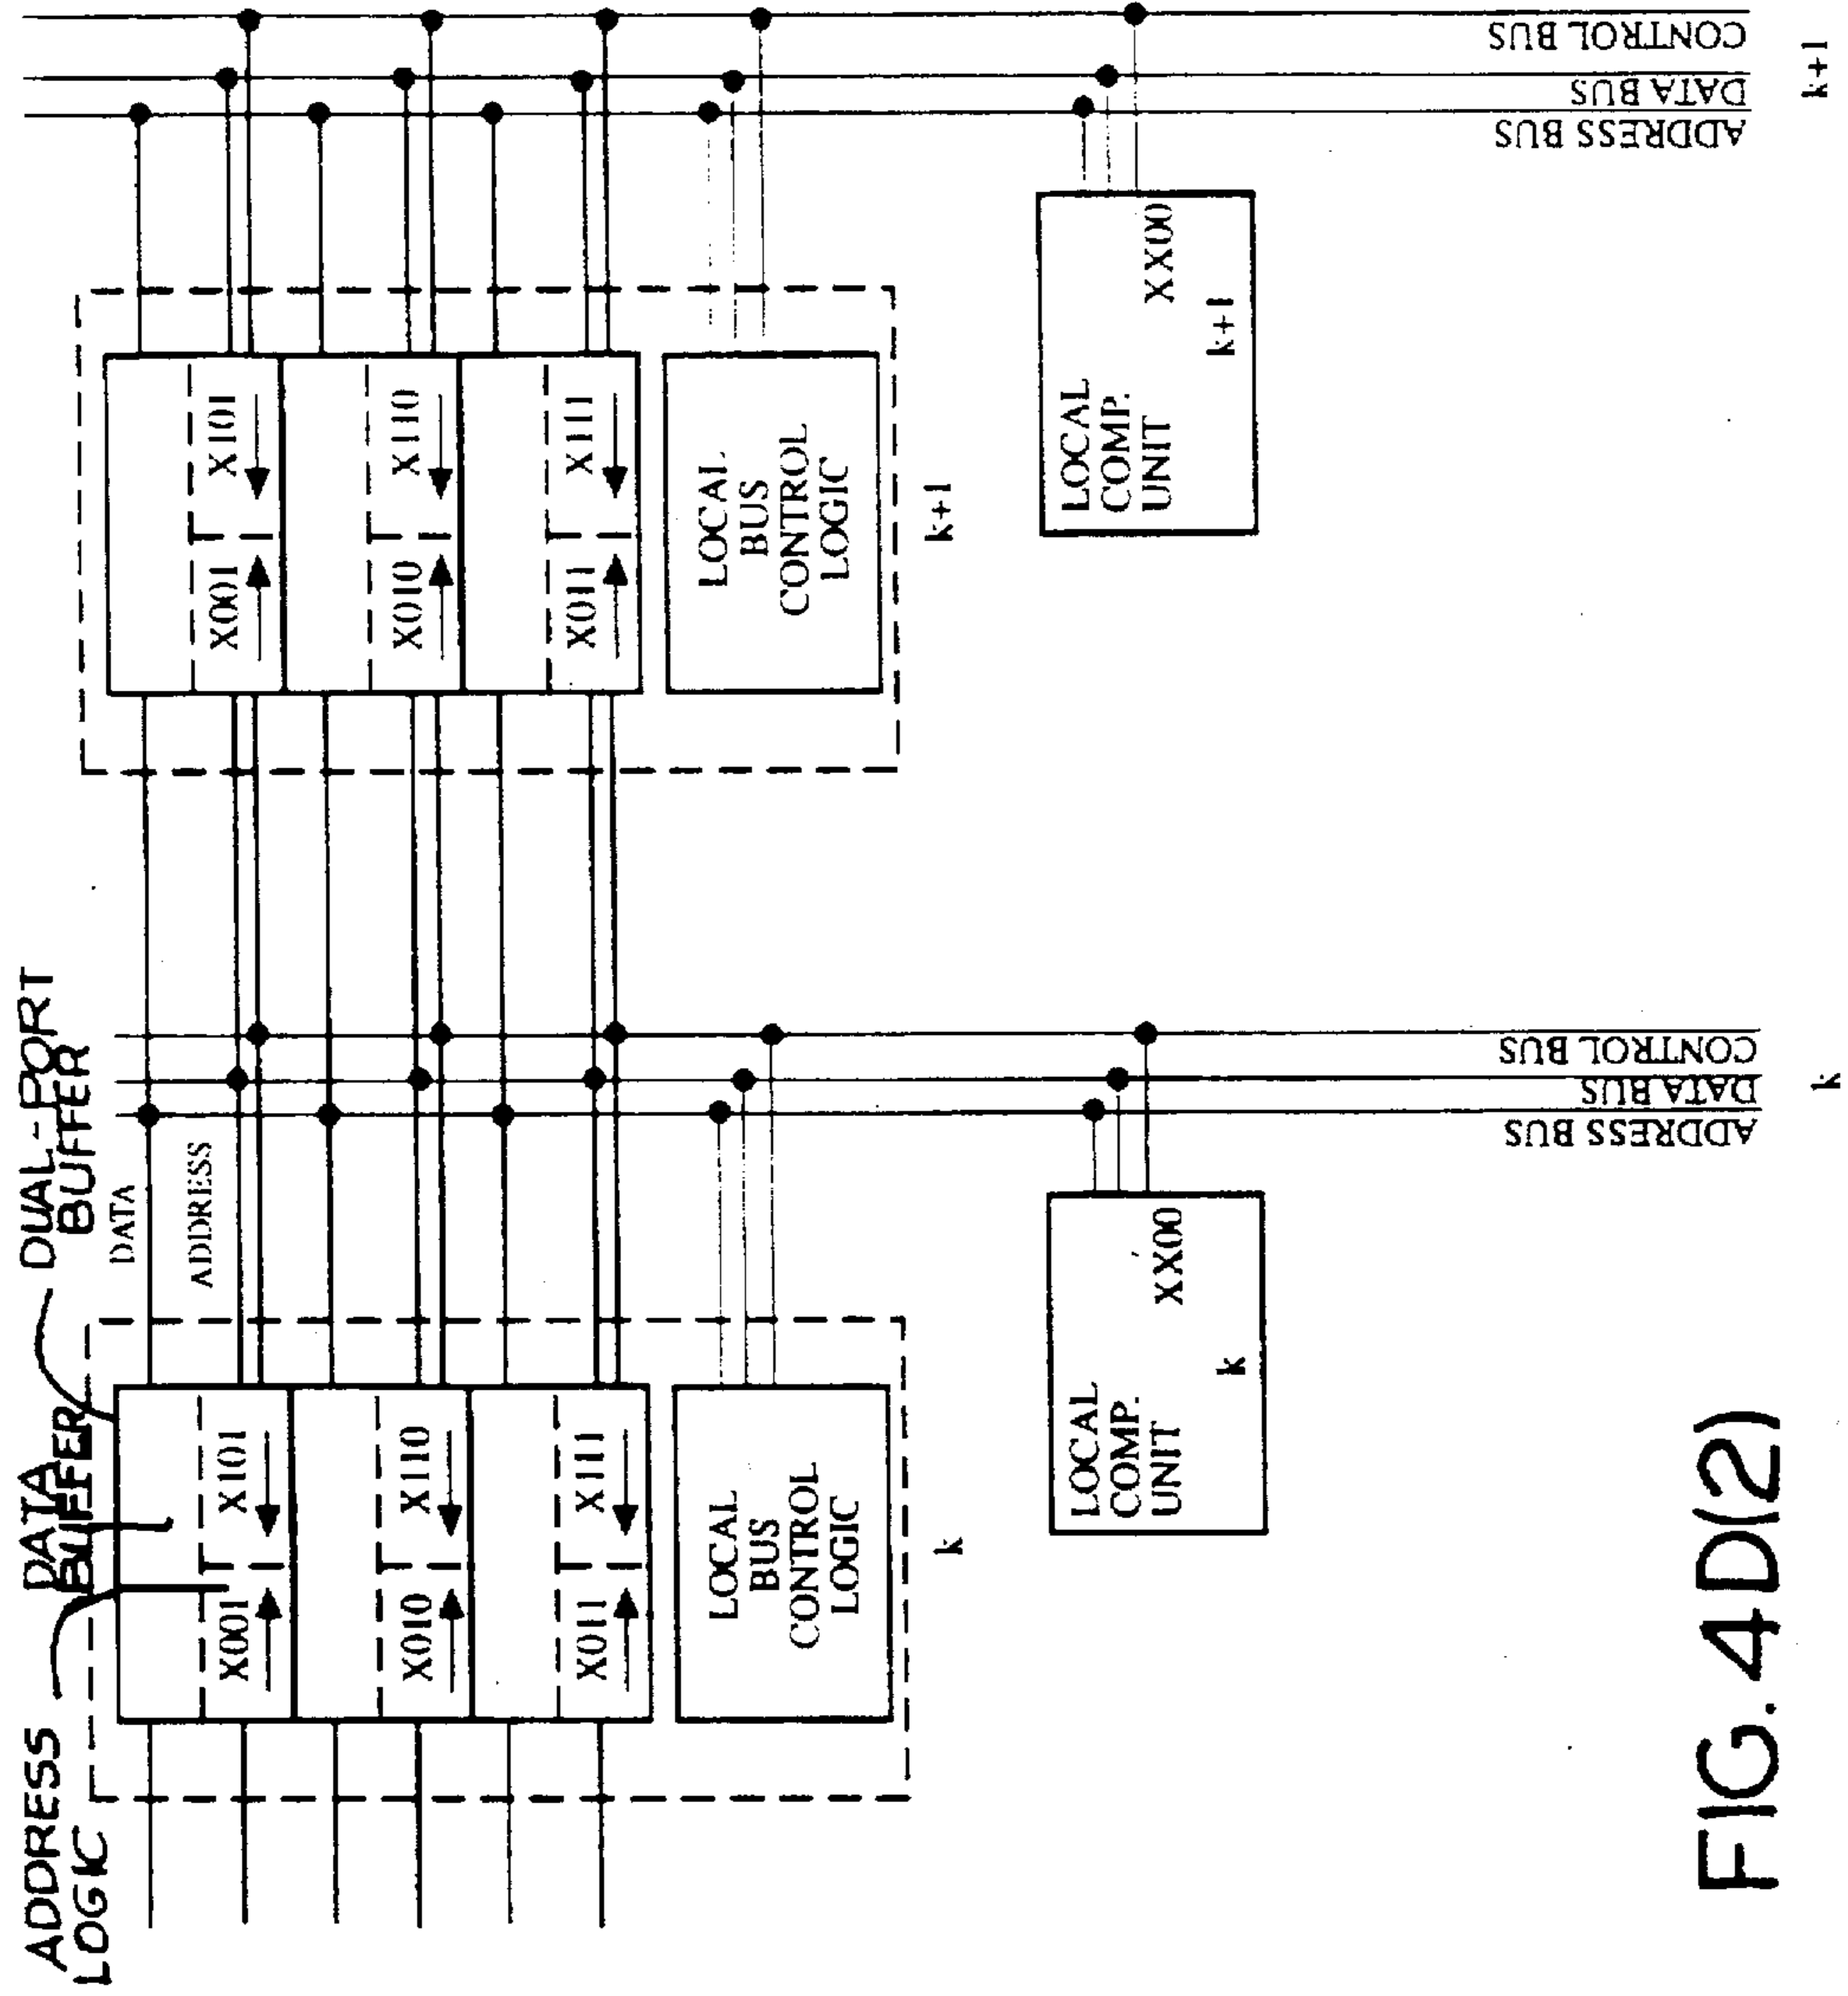 ADDRESS
LOGIC
DATA
BUFFER
DUAL-PORT
BUFFER
DATA
ADDRESS
X001
X101
X010
X110
X011
X111
LOCAL
BUS
CONTROL
LOGIC
k
X001
X101
X010
X110
X011
X111
LOCAL
BUS
CONTROL
LOGIC
k+1
LOCAL
COMP.
UNIT
XX00
k
LOCAL
COMP.
UNIT
XX00
k+1
ADDRESS BUS
DATA BUS
CONTROL BUS
k
ADDRESS BUS
DATA BUS
CONTROL BUS
k+1
FIG. 4D(2)